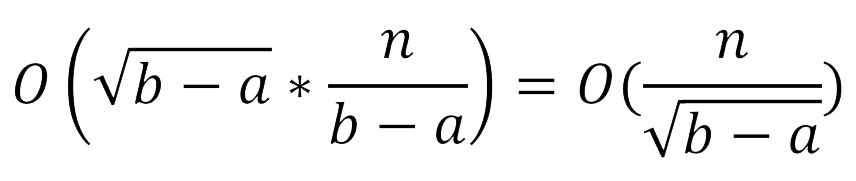 O(√(b − a) * n/(b − a)) = O(n/√(b − a))